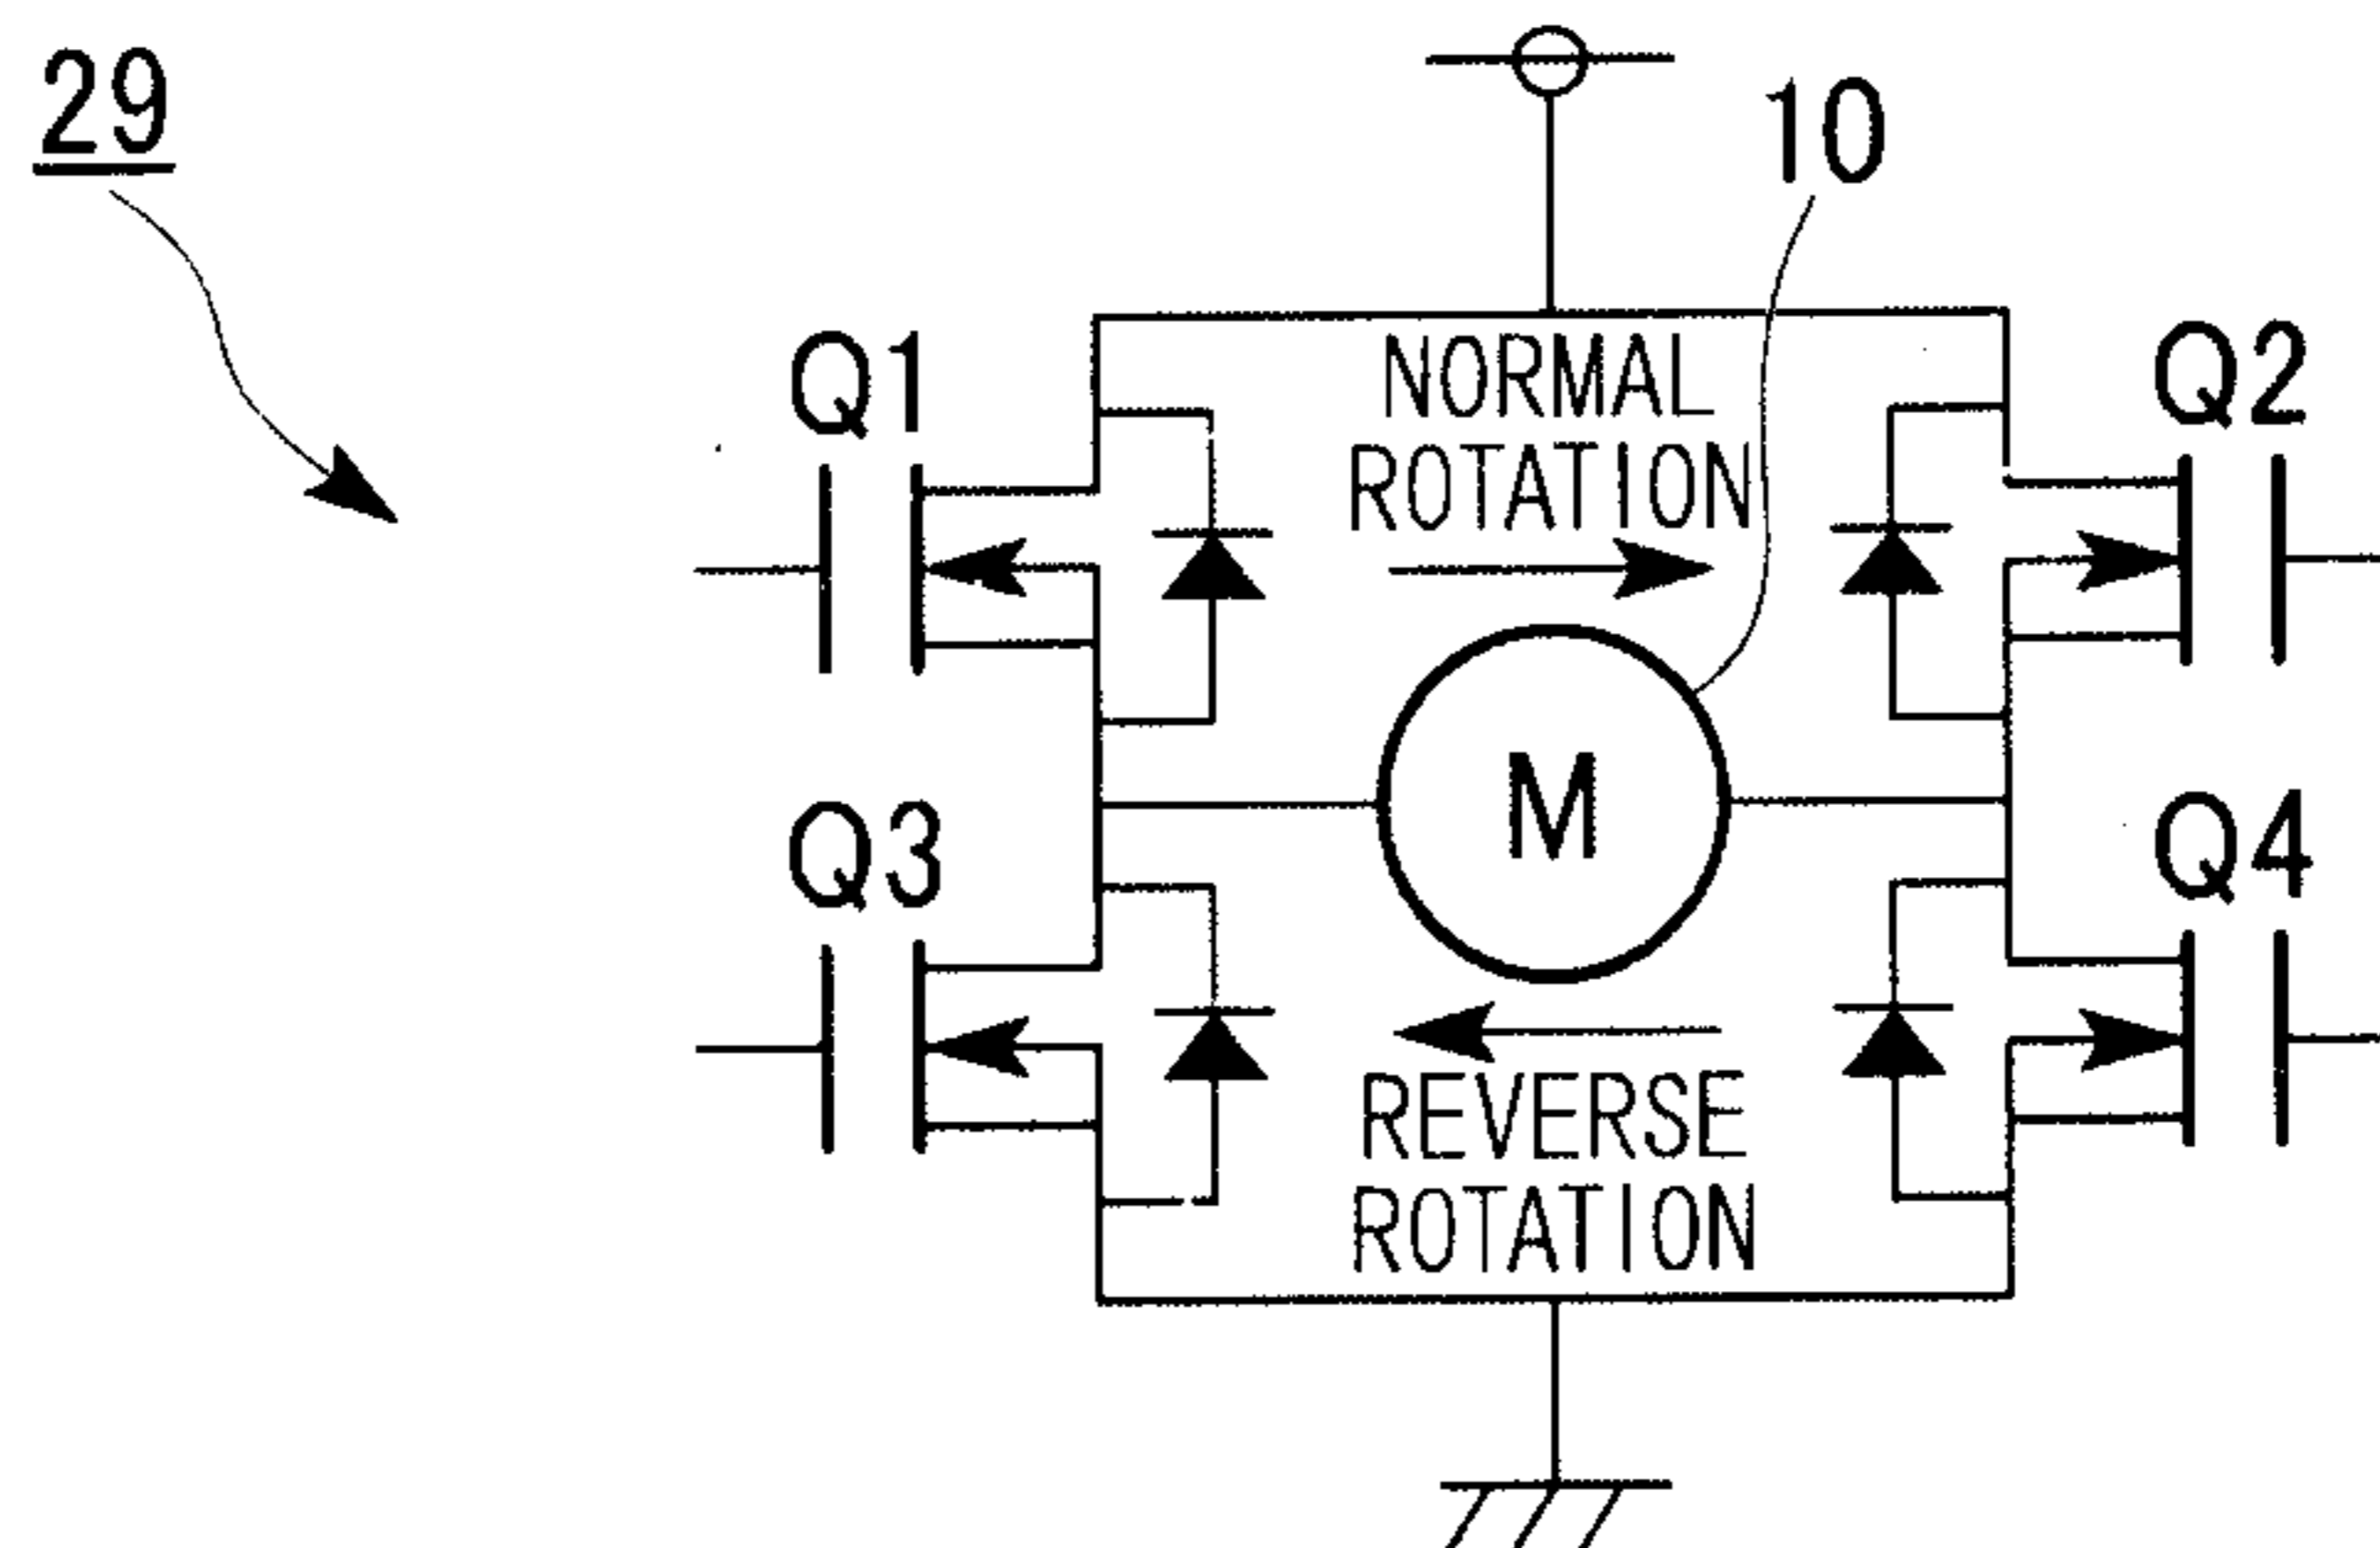 29
10
Q1
NORMAL
ROTATION
Q2
M
Q3
Q4
REVERSE
ROTATION